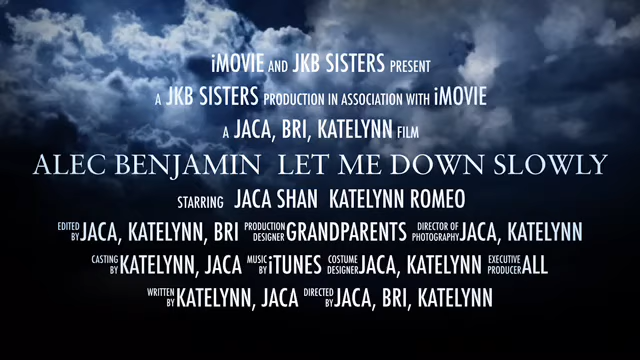 iMOVIE AND JKB SISTERS PRESENT
A JKB SISTERS PRODUCTION IN ASSOCIATION WITH iMOVIE
A JACA, BRI, KATELYNN FILM
ALEC BENJAMIN LET ME DOWN SLOWLY
STARRING JACA SHAN KATELYNN ROMEO
EDITED BY JACA, KATELYNN, BRI PRODUCTION DESIGNER GRANDPARENTS DIRECTOR OF PHOTOGRAPHY JACA, KATELYNN
CASTING BY KATELYNN, JACA MUSIC BY iTUNES COSTUME DESIGNER JACA, KATELYNN EXECUTIVE PRODUCER ALL
WRITTEN BY KATELYNN, JACA DIRECTED BY JACA, BRI, KATELYNN